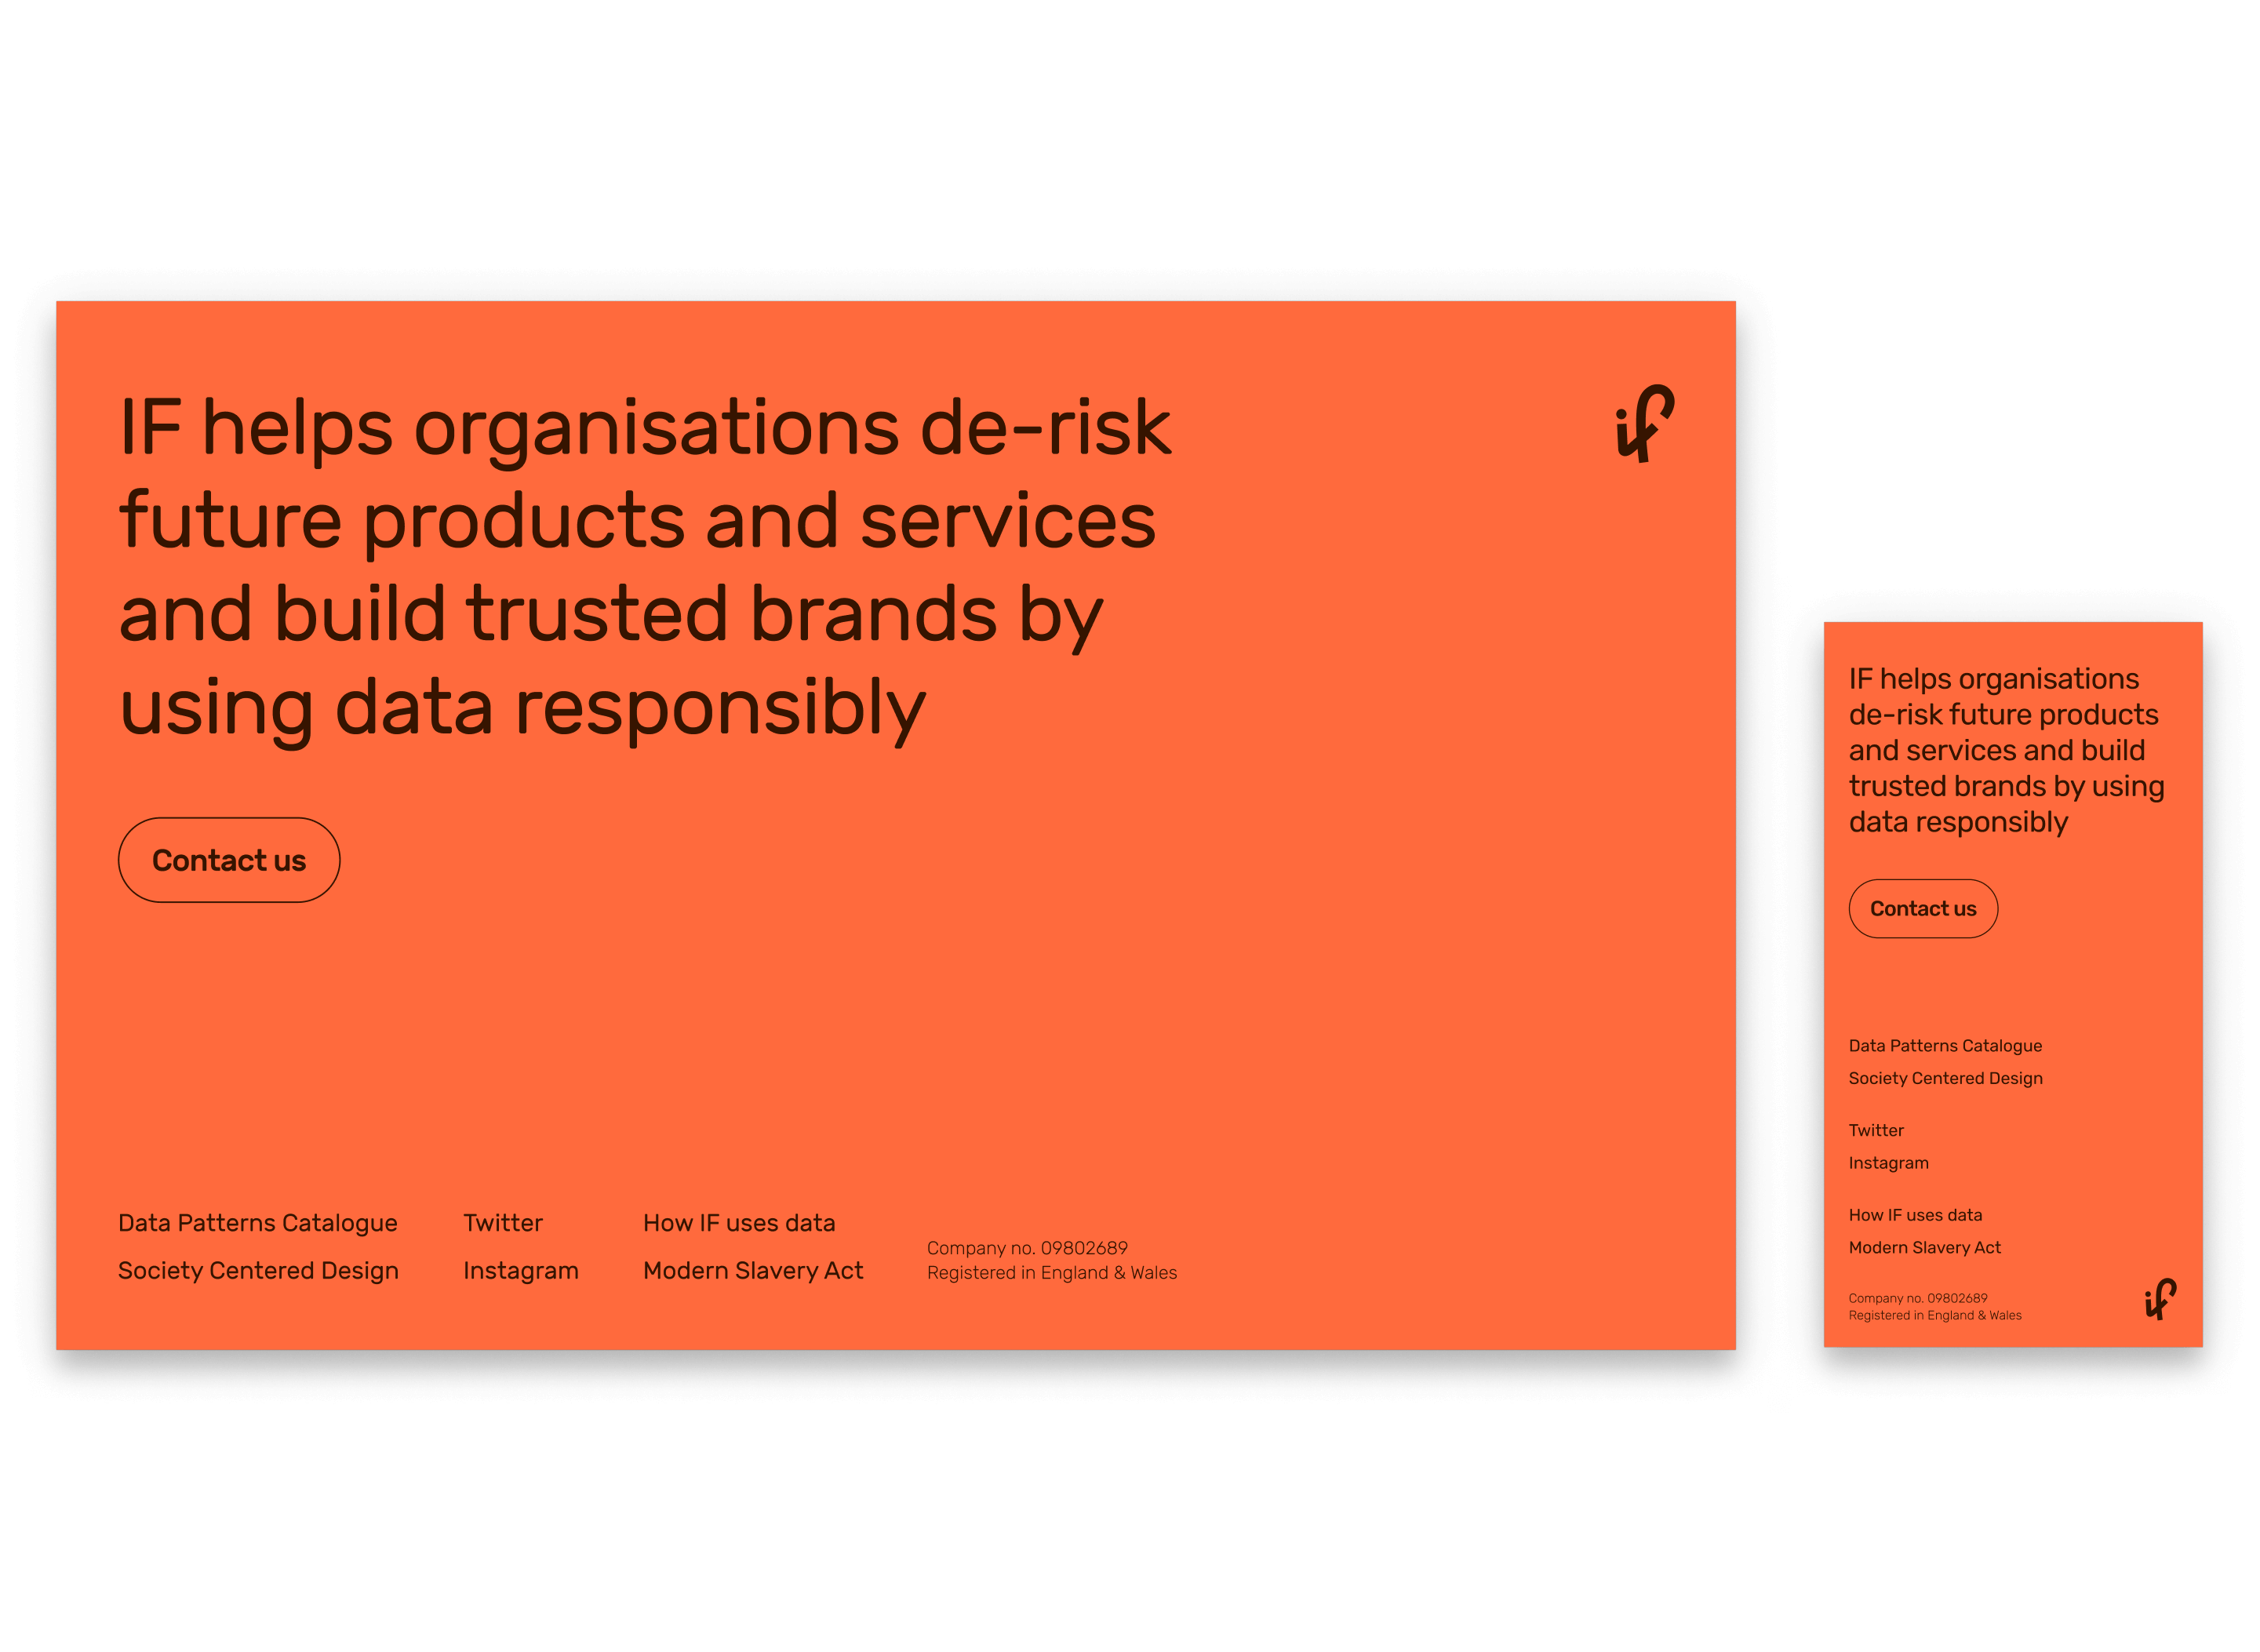 IF helps organisations de-risk
future products and services
and build trusted brands by
using data responsibly
if
Contact us
Data Patterns Catalogue
Society Centered Design
Twitter
Instagram
How IF uses data
Modern Slavery Act
Company no. 09802689
Registered in England & Wales
IF helps organisations
de-risk future products
and services and build
trusted brands by using
data responsibly
Contact us
Data Patterns Catalogue
Society Centered Design
Twitter
Instagram
How IF uses data
Modern Slavery Act
Company no. 09802689
Registered in England & Wales
if